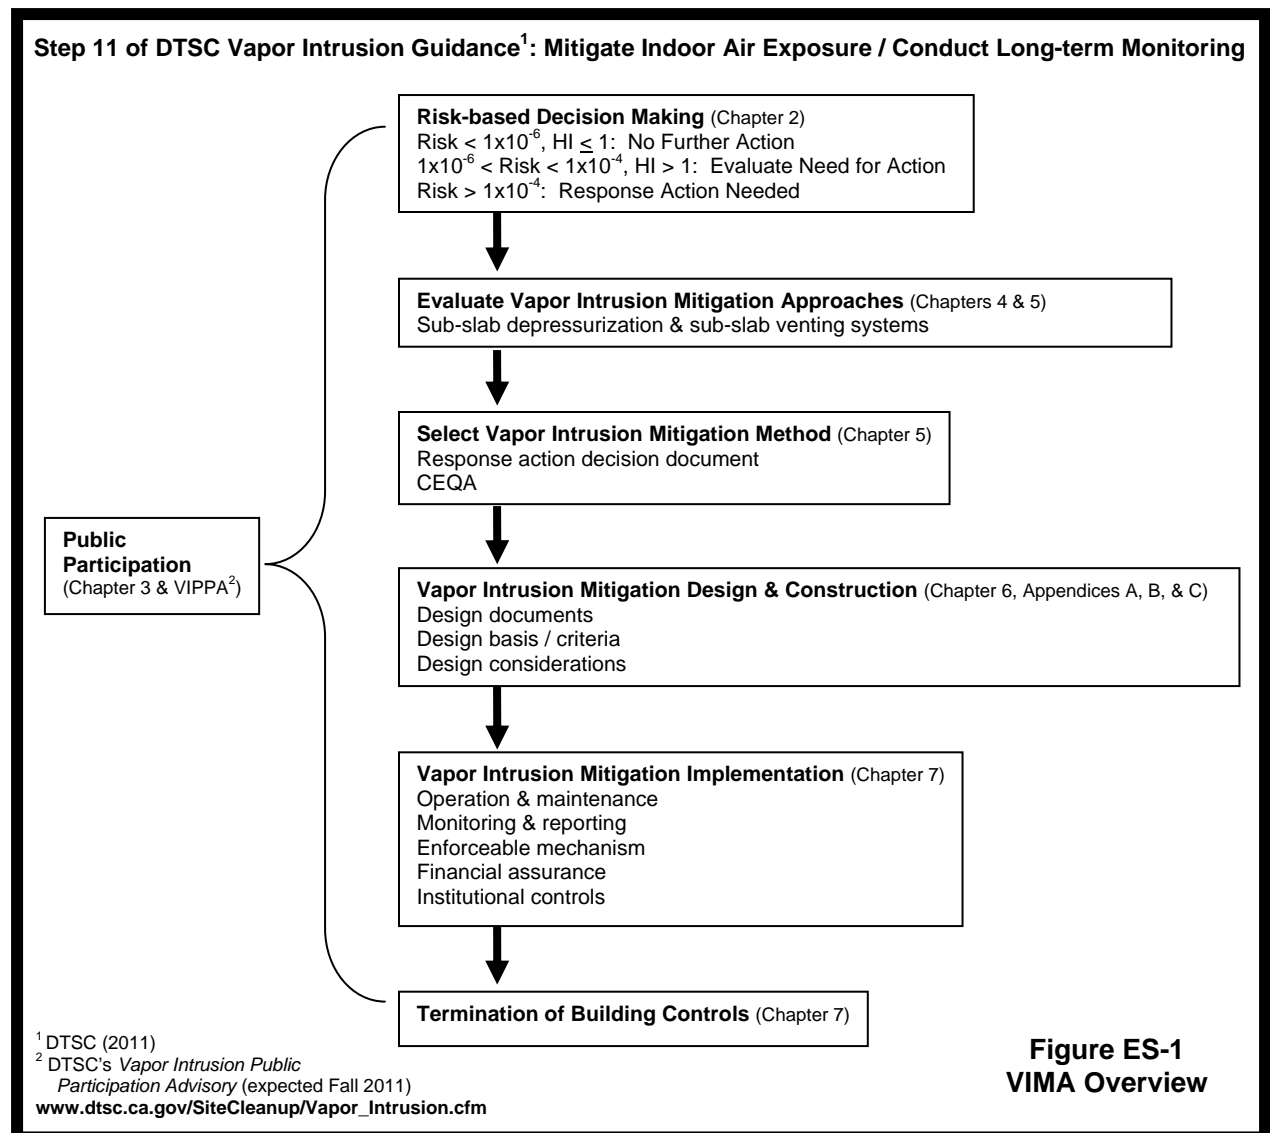 Step 11 of DTSC Vapor Intrusion Guidance¹: Mitigate Indoor Air Exposure / Conduct Long-term Monitoring
Risk-based Decision Making (Chapter 2)
Risk < 1x10⁻⁶, HI ≤ 1: No Further Action
1x10⁻⁶ < Risk < 1x10⁻⁴, HI > 1: Evaluate Need for Action
Risk > 1x10⁻⁴: Response Action Needed
Evaluate Vapor Intrusion Mitigation Approaches (Chapters 4 & 5)
Sub-slab depressurization & sub-slab venting systems
Select Vapor Intrusion Mitigation Method (Chapter 5)
Response action decision document
CEQA
Public
Participation
(Chapter 3 & VIPPA²)
Vapor Intrusion Mitigation Design & Construction (Chapter 6, Appendices A, B, & C)
Design documents
Design basis / criteria
Design considerations
Vapor Intrusion Mitigation Implementation (Chapter 7)
Operation & maintenance
Monitoring & reporting
Enforceable mechanism
Financial assurance
Institutional controls
Termination of Building Controls (Chapter 7)
¹ DTSC (2011)
² DTSC's Vapor Intrusion Public
Participation Advisory (expected Fall 2011)
www.dtsc.ca.gov/SiteCleanup/Vapor_Intrusion.cfm
Figure ES-1
VIMA Overview